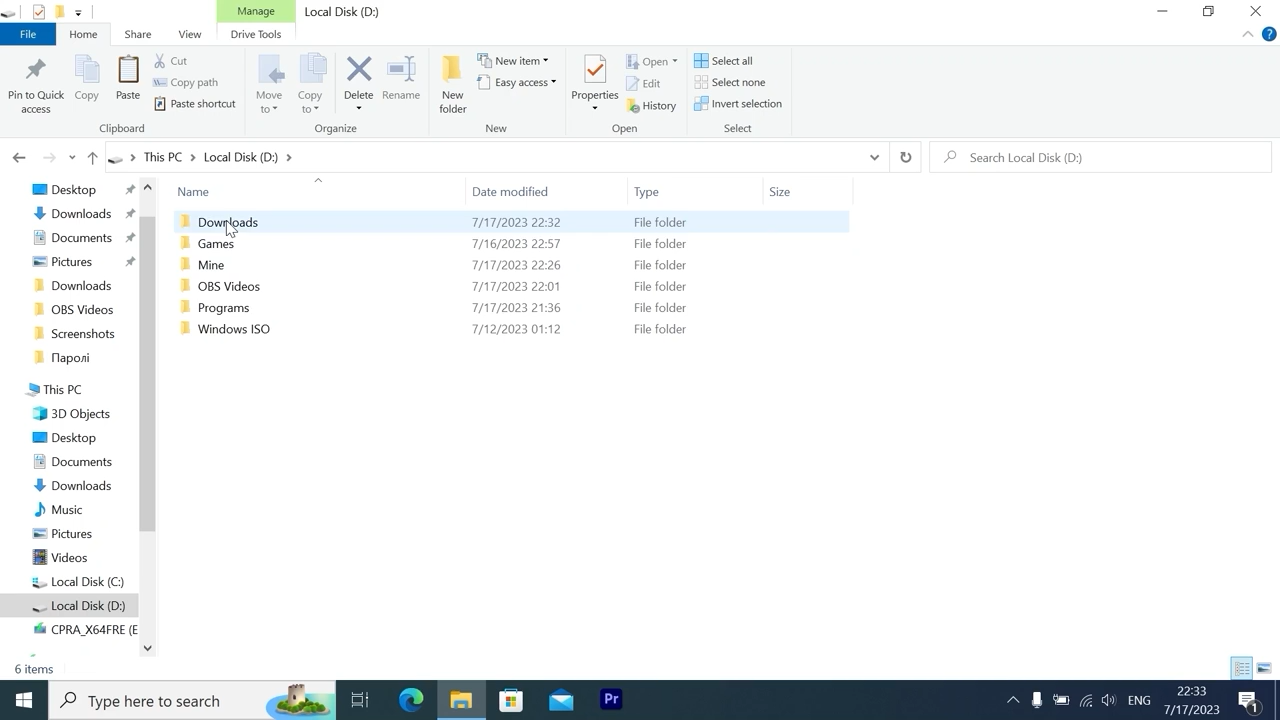 Manage
Local Disk (D:)
File
Home
Share
View
Drive Tools
Pin to Quick access
Copy
Paste
Cut
Copy path
Paste shortcut
Clipboard
Move to
Copy to
Delete
Rename
Organize
New folder
New item
Easy access
New
Properties
Open
Edit
History
Open
Select all
Select none
Invert selection
Select
This PC
Local Disk (D:)
Search Local Disk (D:)
Desktop
Downloads
Documents
Pictures
Downloads
OBS Videos
Screenshots
Паролі
This PC
3D Objects
Desktop
Documents
Downloads
Music
Pictures
Videos
Local Disk (C:)
Local Disk (D:)
CPRA_X64FRE (E
Name Date modified Type Size
Downloads 7/17/2023 22:32 File folder
Games 7/16/2023 22:57 File folder
Mine 7/17/2023 22:26 File folder
OBS Videos 7/17/2023 22:01 File folder
Programs 7/17/2023 21:36 File folder
Windows ISO 7/12/2023 01:12 File folder
6 items
Type here to search
Pr
ENG
22:33
7/17/2023
1